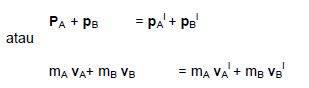 PA + pB = pA' + pB'
atau
mA vA+ mB vB = mA vA' + mB vB'